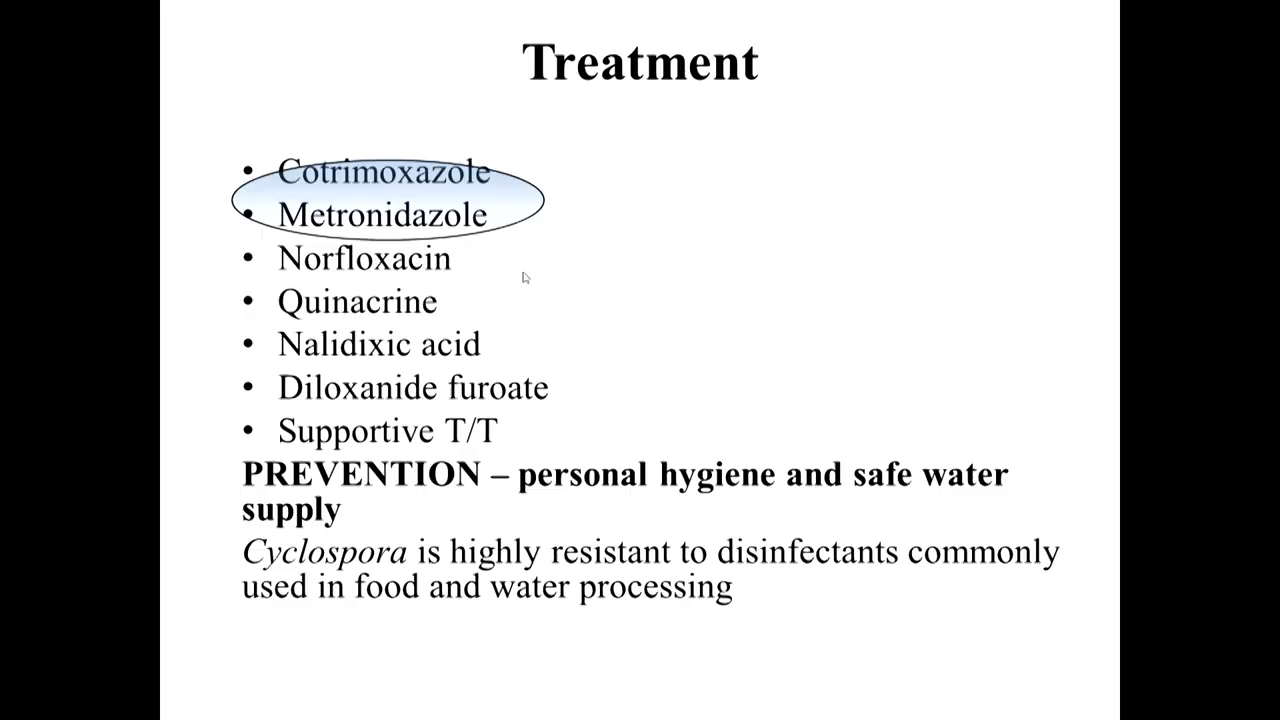 Treatment
• Cotrimoxazole
• Metronidazole
• Norfloxacin
• Quinacrine
• Nalidixic acid
• Diloxanide furoate
• Supportive T/T
PREVENTION – personal hygiene and safe water
supply
Cyclospora is highly resistant to disinfectants commonly
used in food and water processing